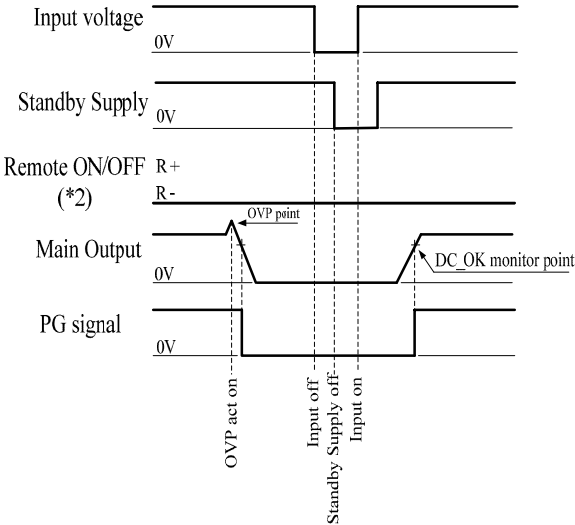 Input voltage
0V
Standby Supply
0V
Remote ON/OFF
(*2)
R+
R-
OVP point
Main Output
0V
DC_OK monitor point
PG signal
0V
OVP act on
Input off
Standby Supply off
Input on